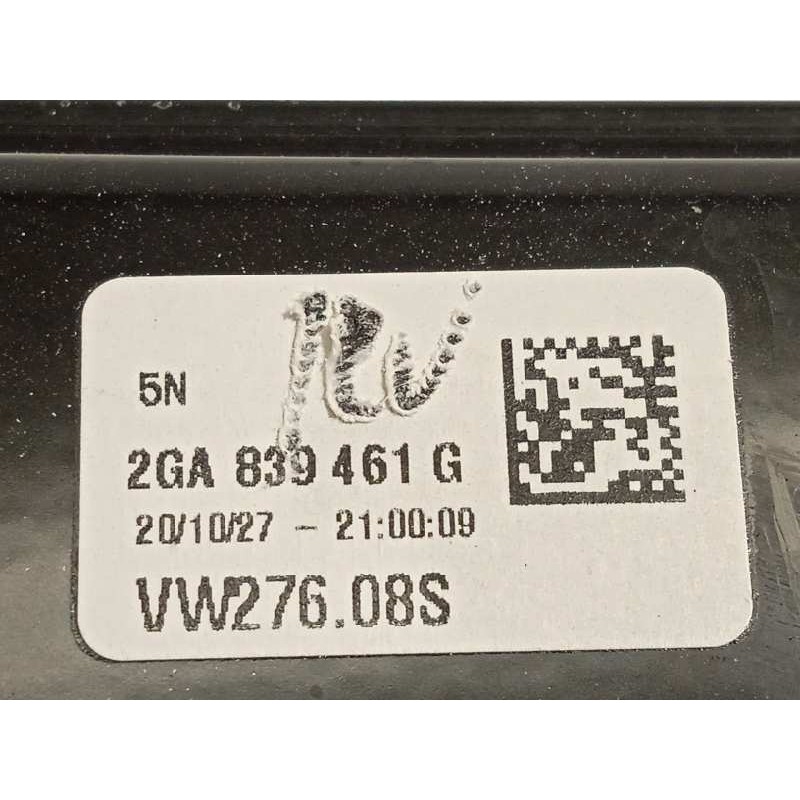 5N
2GA 839 461 G
20/10/27 - 21:00:09
VW276.08S